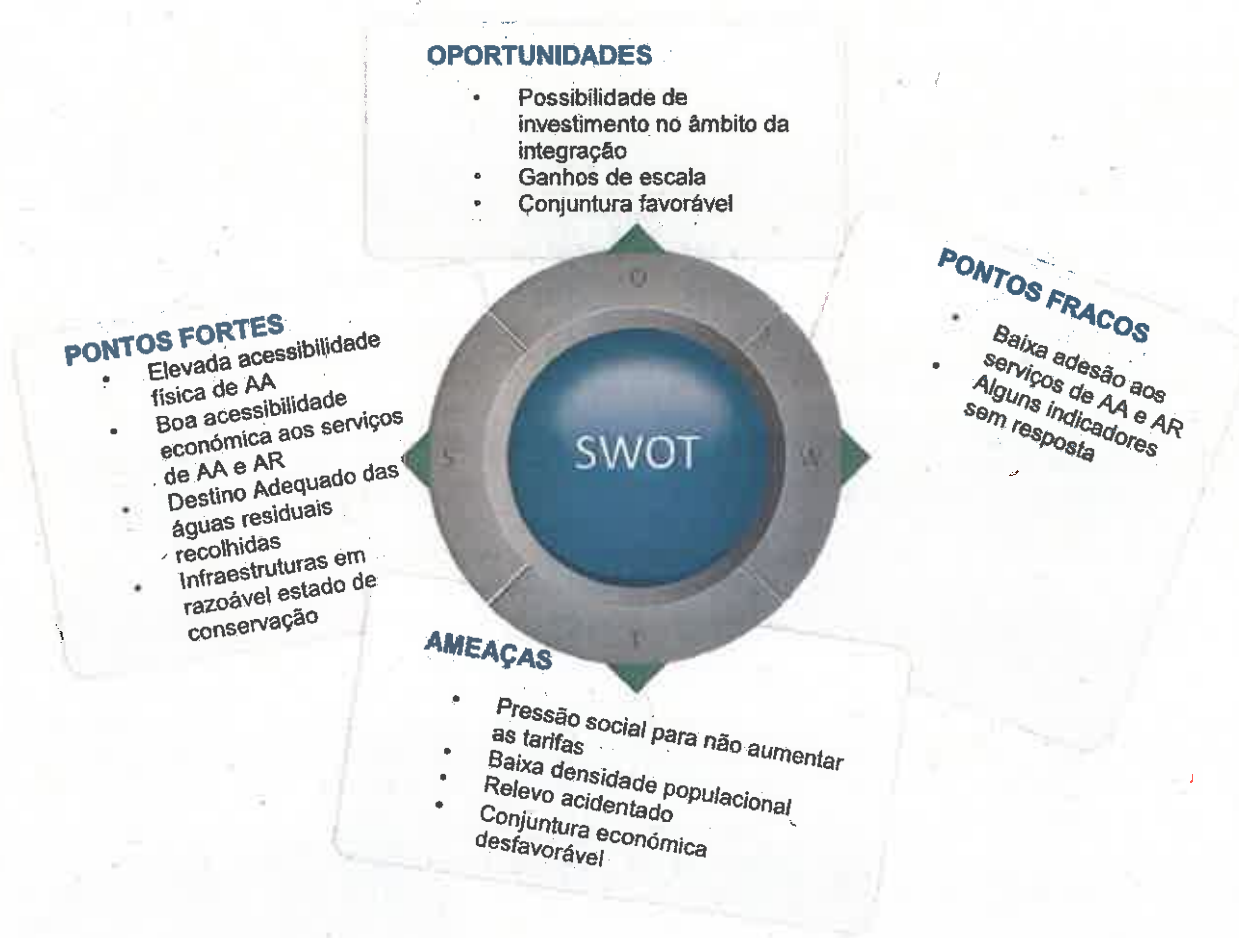 OPORTUNIDADES
• Possibilidade de
investimento no âmbito da
integração
• Ganhos de escala
• Conjuntura favorável
PONTOS FORTES
• Elevada acessibilidade
física de AA
• Boa acessibilidade
económica aos serviços
de AA e AR
• Destino Adequado das
águas residuais
recolhidas
• Infraestruturas em
razoável estado de
conservação
O
S
SWOT
W
T
PONTOS FRACOS
• Baixa adesão aos
serviços de AA e AR
• Alguns indicadores
sem resposta
AMEAÇAS
• Pressão social para não aumentar
as tarifas
• Baixa densidade populacional
• Relevo acidentado
• Conjuntura económica
desfavorável